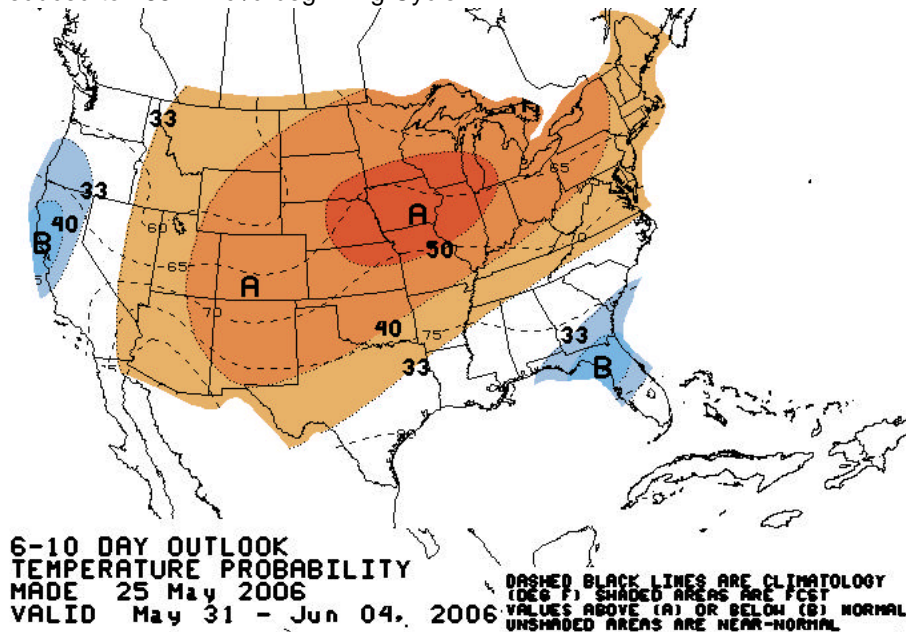 33
65
33
A
40
B
60
A
50
65
A
70
40
75
33
33
B
80
6-10 DAY OUTLOOK
TEMPERATURE PROBABILITY
MADE 25 May 2006
VALID May 31 - Jun 04, 2006
DASHED BLACK LINES ARE CLIMATOLOGY
(DEG F) SHADED AREAS ARE FCST
VALUES ABOVE (A) OR BELOW (B) NORMAL
UNSHADED AREAS ARE NEAR-NORMAL